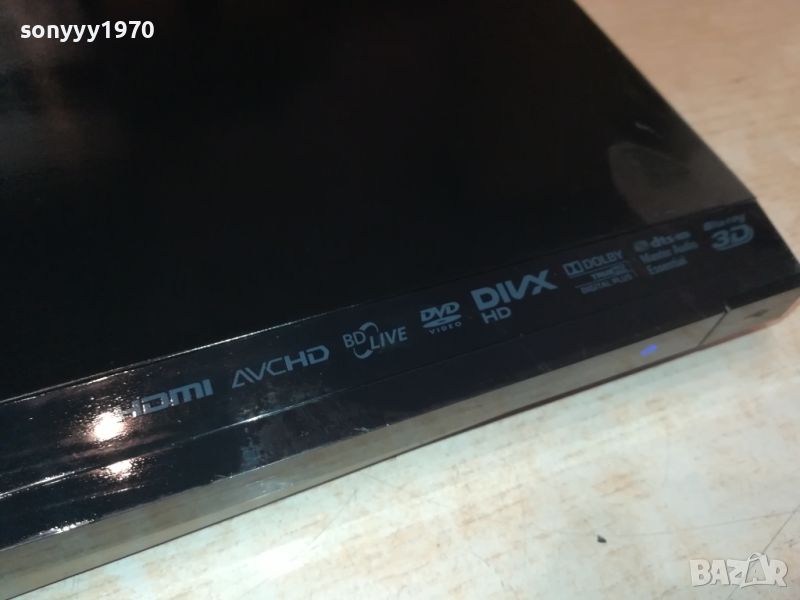 sonyyy1970
HDMI AVCHD BD LIVE DVD VIDEO DIVX HD DOLBY TRUEHD DIGITAL PLUS dts-HD Master Audio Essential Blu-ray 3D
BAZAR